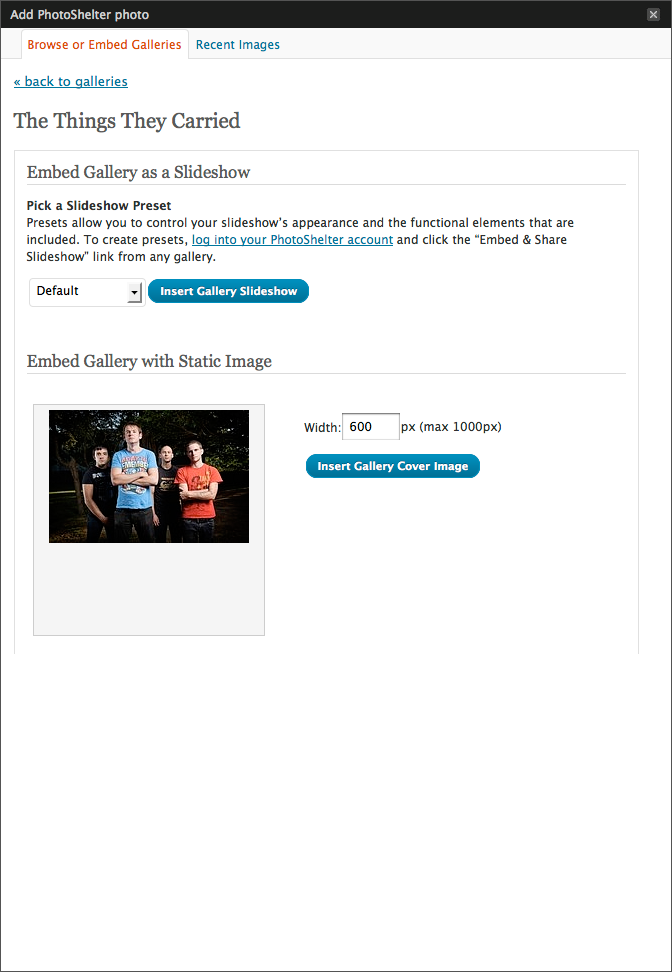 Add PhotoShelter photo
Browse or Embed Galleries Recent Images
« back to galleries
The Things They Carried
Embed Gallery as a Slideshow
Pick a Slideshow Preset
Presets allow you to control your slideshow’s appearance and the functional elements that are
included. To create presets, log into your PhotoShelter account and click the “Embed & Share
Slideshow” link from any gallery.
Default Insert Gallery Slideshow
Embed Gallery with Static Image
Width: 600 px (max 1000px)
Insert Gallery Cover Image